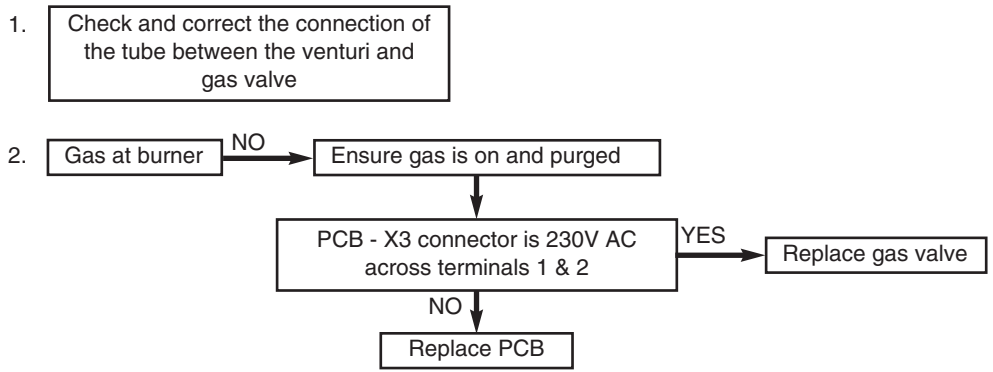 1. Check and correct the connection of
the tube between the venturi and
gas valve
2. Gas at burner NO Ensure gas is on and purged
PCB - X3 connector is 230V AC
across terminals 1 & 2
YES
Replace gas valve
NO
Replace PCB